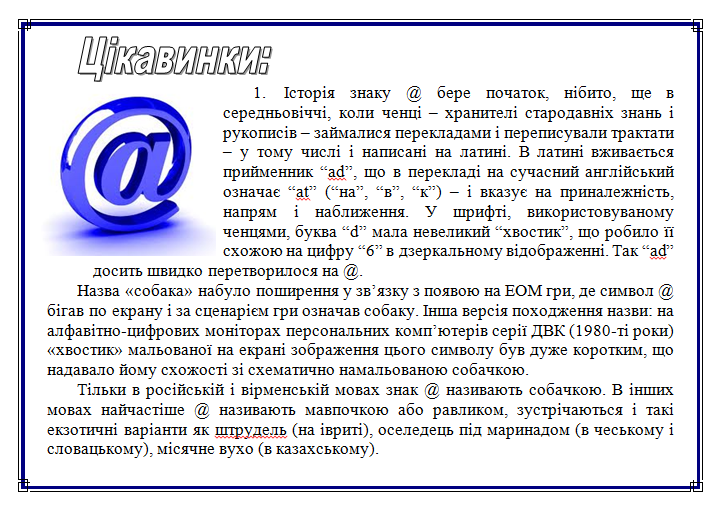 Цікавинки:
1. Історія знаку @ бере початок, нібито, ще в
середньовіччі, коли ченці – хранителі стародавніх знань і
рукописів – займалися перекладами і переписували трактати
– у тому числі і написані на латині. В латині вживається
прийменник “ad”, що в перекладі на сучасний англійський
означає “at” (“на”, “в”, “к”) – і вказує на приналежність,
напрям і наближення. У шрифті, використовуваному
ченцями, буква “d” мала невеликий “хвостик”, що робило її
схожою на цифру “6” в дзеркальному відображенні. Так “ad”
досить швидко перетворилося на @.
Назва «собака» набуло поширення у зв’язку з появою на ЕОМ гри, де символ @
бігав по екрану і за сценарієм гри означав собаку. Інша версія походження назви: на
алфавітно-цифрових моніторах персональних комп’ютерів серії ДВК (1980-ті роки)
«хвостик» мальованої на екрані зображення цього символу був дуже коротким, що
надавало йому схожості зі схематично намальованою собачкою.
Тільки в російській і вірменській мовах знак @ називають собачкою. В інших
мовах найчастіше @ називають мавпочкою або равликом, зустрічаються і такі
екзотичні варіанти як штрудель (на івриті), оселедець під маринадом (в чеському і
словацькому), місячне вухо (в казахському).